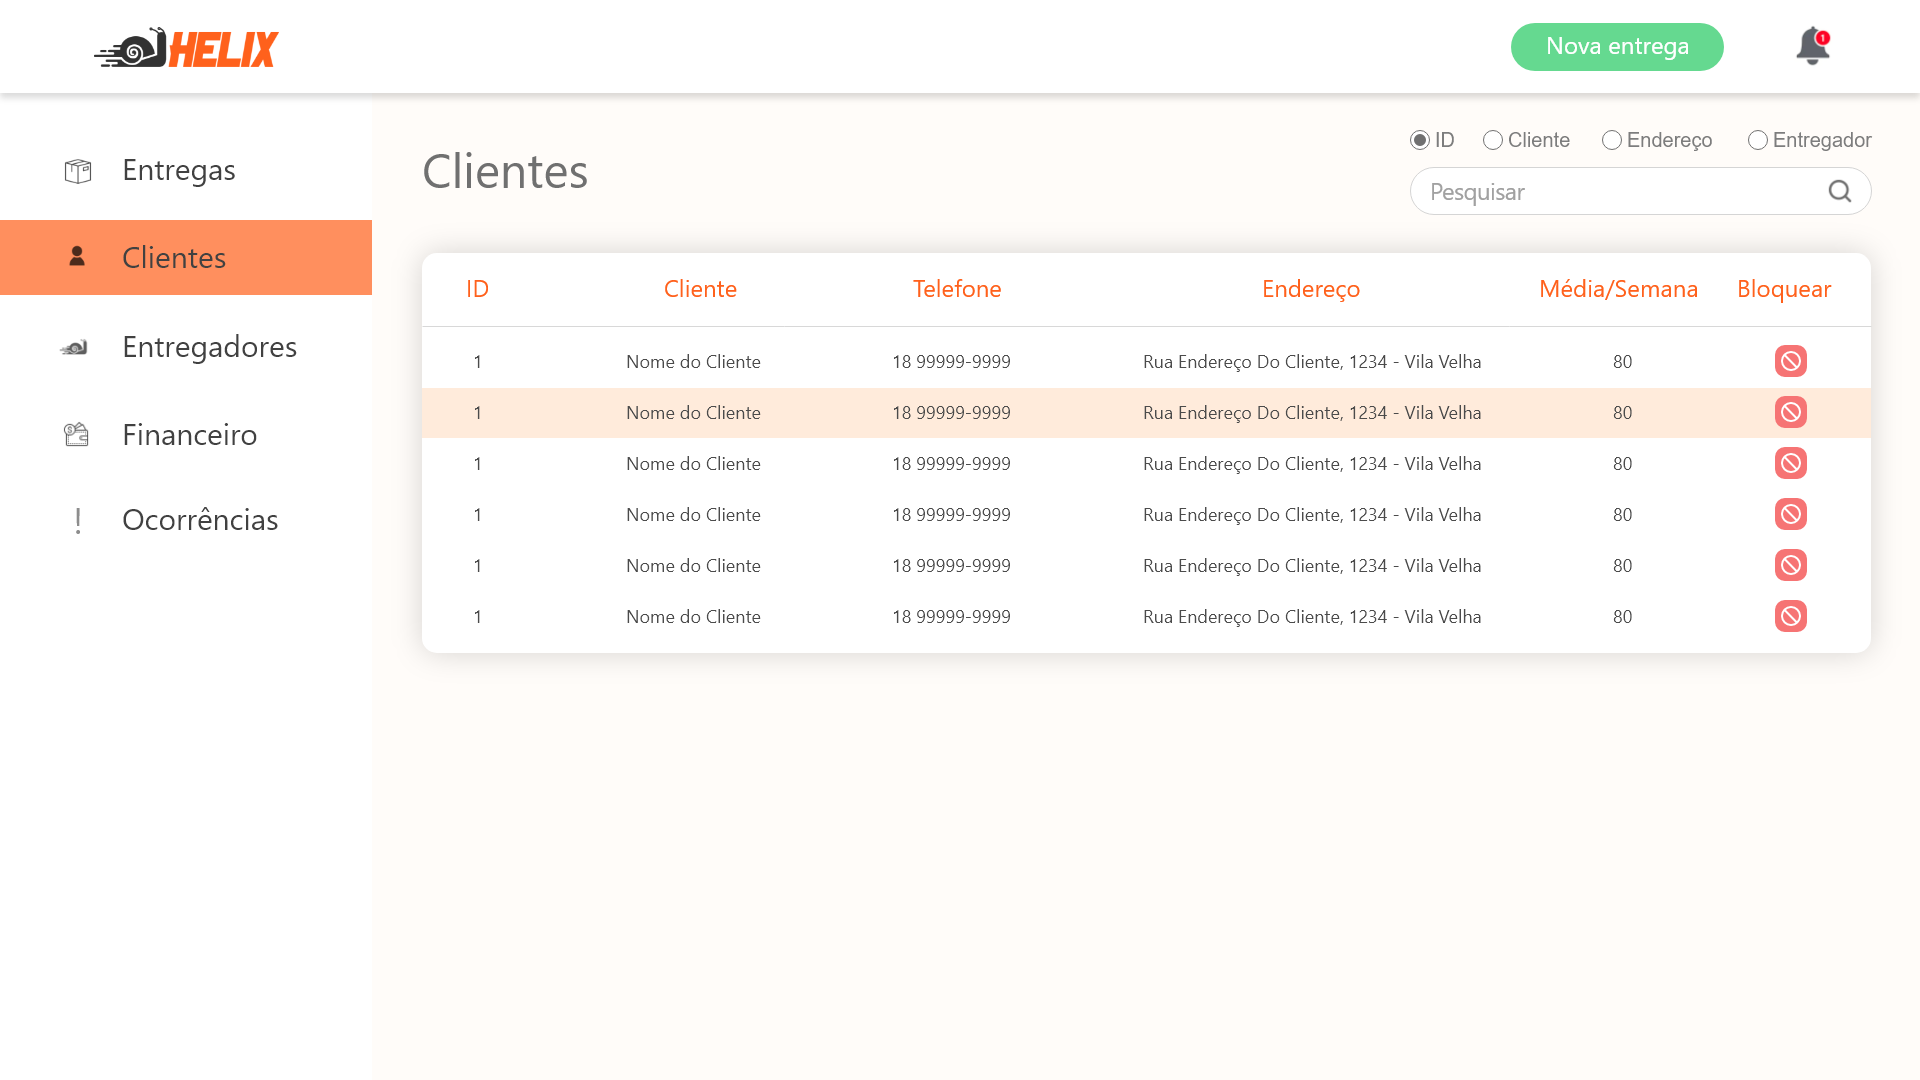 HELIX
Nova entrega
1
Entregas
Clientes
Entregadores
Financeiro
Ocorrências
Clientes
ID Cliente Endereço Entregador
Pesquisar
ID Cliente Telefone Endereço Média/Semana Bloquear
1 Nome do Cliente 18 99999-9999 Rua Endereço Do Cliente, 1234 - Vila Velha 80
1 Nome do Cliente 18 99999-9999 Rua Endereço Do Cliente, 1234 - Vila Velha 80
1 Nome do Cliente 18 99999-9999 Rua Endereço Do Cliente, 1234 - Vila Velha 80
1 Nome do Cliente 18 99999-9999 Rua Endereço Do Cliente, 1234 - Vila Velha 80
1 Nome do Cliente 18 99999-9999 Rua Endereço Do Cliente, 1234 - Vila Velha 80
1 Nome do Cliente 18 99999-9999 Rua Endereço Do Cliente, 1234 - Vila Velha 80